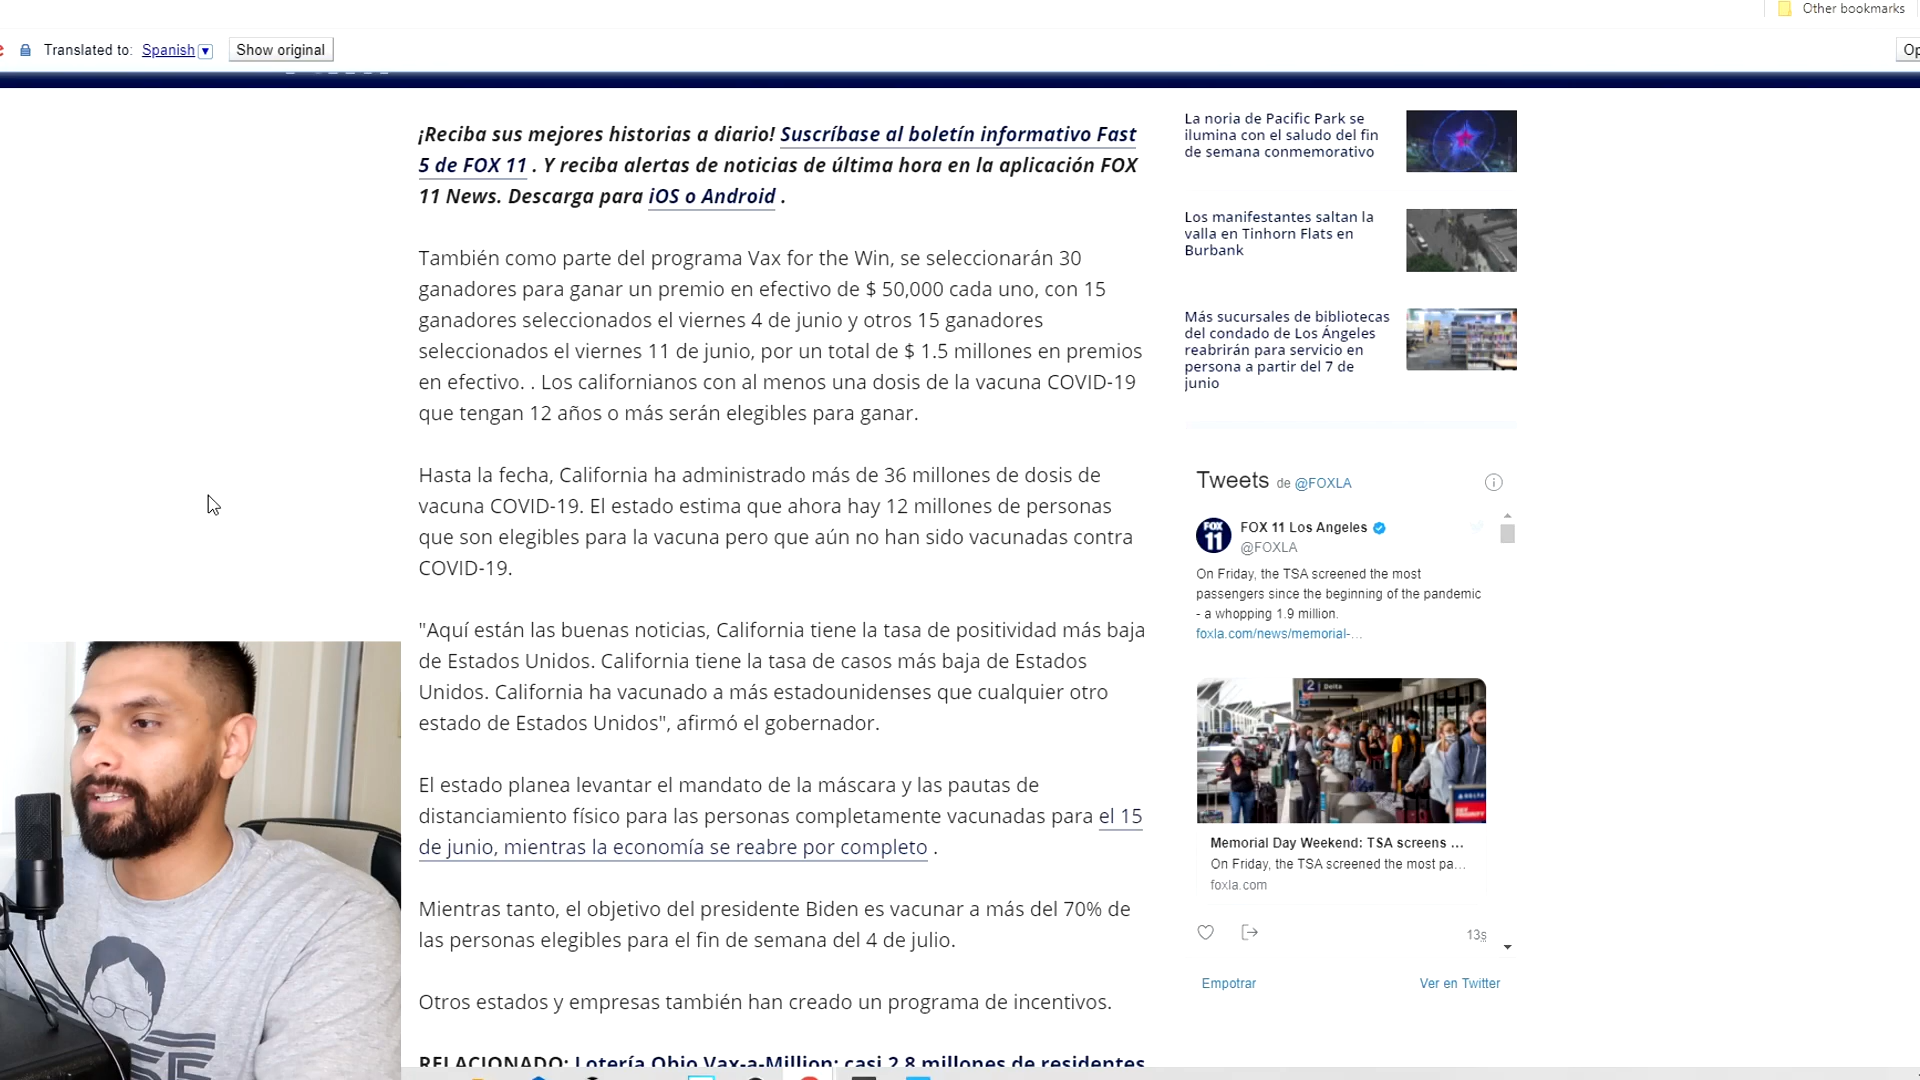 Other bookmarks
Translated to: Spanish
Show original
Op
¡Reciba sus mejores historias a diario! Suscríbase al boletín informativo Fast
5 de FOX 11 . Y reciba alertas de noticias de última hora en la aplicación FOX
11 News. Descarga para iOS o Android .
También como parte del programa Vax for the Win, se seleccionarán 30
ganadores para ganar un premio en efectivo de $ 50,000 cada uno, con 15
ganadores seleccionados el viernes 4 de junio y otros 15 ganadores
seleccionados el viernes 11 de junio, por un total de $ 1.5 millones en premios
en efectivo. . Los californianos con al menos una dosis de la vacuna COVID-19
que tengan 12 años o más serán elegibles para ganar.
Hasta la fecha, California ha administrado más de 36 millones de dosis de
vacuna COVID-19. El estado estima que ahora hay 12 millones de personas
que son elegibles para la vacuna pero que aún no han sido vacunadas contra
COVID-19.
"Aquí están las buenas noticias, California tiene la tasa de positividad más baja
de Estados Unidos. California tiene la tasa de casos más baja de Estados
Unidos. California ha vacunado a más estadounidenses que cualquier otro
estado de Estados Unidos", afirmó el gobernador.
El estado planea levantar el mandato de la máscara y las pautas de
distanciamiento físico para las personas completamente vacunadas para el 15
de junio, mientras la economía se reabre por completo .
Mientras tanto, el objetivo del presidente Biden es vacunar a más del 70% de
las personas elegibles para el fin de semana del 4 de julio.
Otros estados y empresas también han creado un programa de incentivos.
RELACIONADO: Lotería Ohio Vax-a-Million: casi 2.8 millones de residentes
La noria de Pacific Park se
ilumina con el saludo del fin
de semana conmemorativo
Los manifestantes saltan la
valla en Tinhorn Flats en
Burbank
Más sucursales de bibliotecas
del condado de Los Ángeles
reabrirán para servicio en
persona a partir del 7 de
junio
Tweets de @FOXLA
FOX 11
FOX 11 Los Angeles
@FOXLA
On Friday, the TSA screened the most
passengers since the beginning of the pandemic
- a whopping 1.9 million.
foxla.com/news/memorial-…
2 Delta
Memorial Day Weekend: TSA screens ...
On Friday, the TSA screened the most pa...
foxla.com
13s
Empotrar
Ver en Twitter